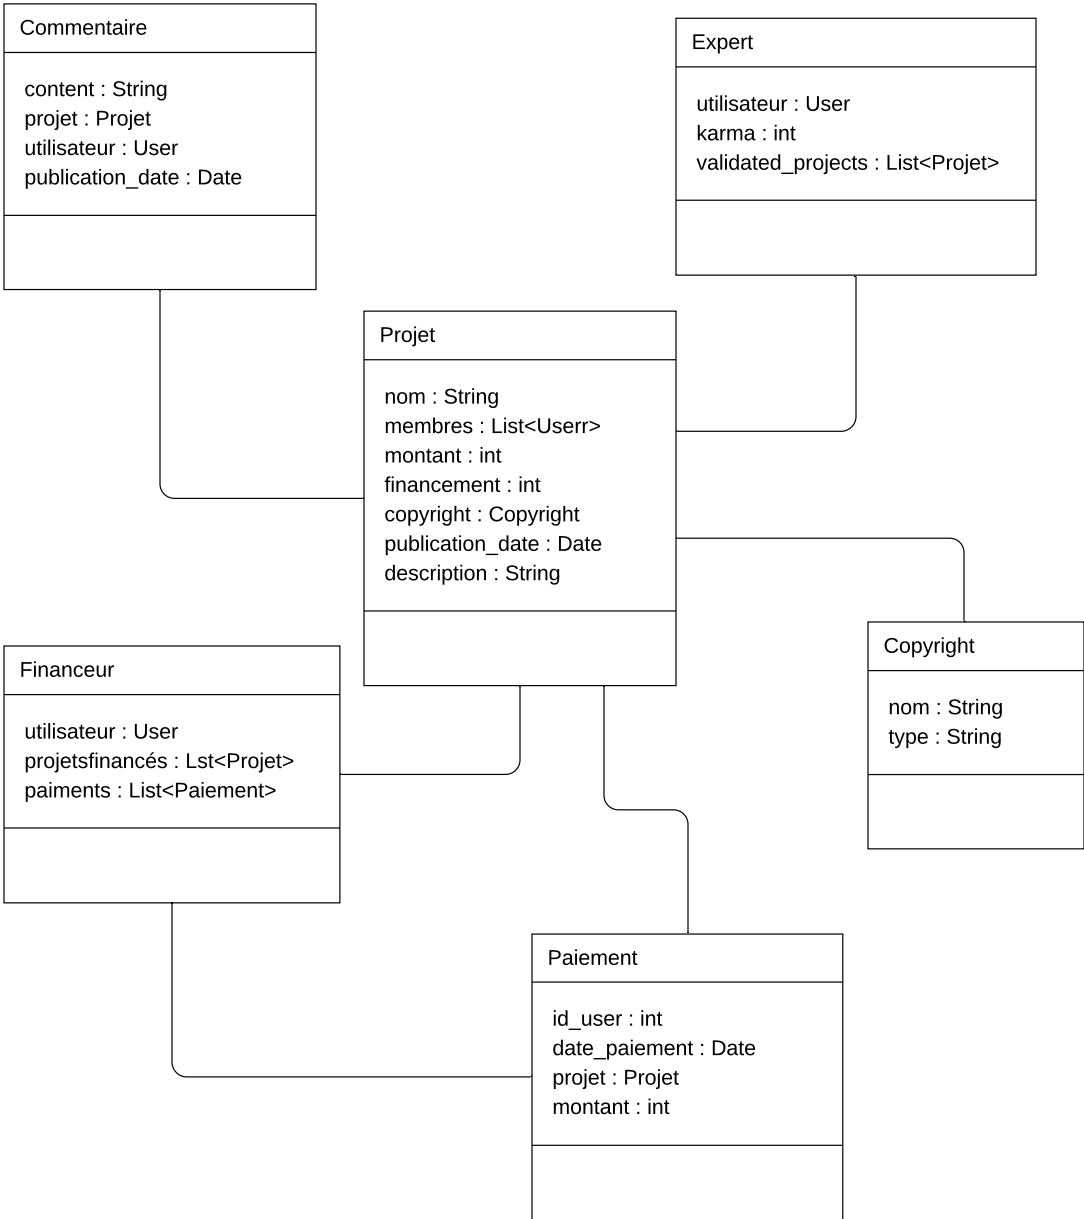 Commentaire
content : String
projet : Projet
utilisateur : User
publication_date : Date
Expert
utilisateur : User
karma : int
validated_projects : List<Projet>
Projet
nom : String
membres : List<Userr>
montant : int
financement : int
copyright : Copyright
publication_date : Date
description : String
Copyright
nom : String
type : String
Financeur
utilisateur : User
projetsfinancés : Lst<Projet>
paiments : List<Paiement>
Paiement
id_user : int
date_paiement : Date
projet : Projet
montant : int